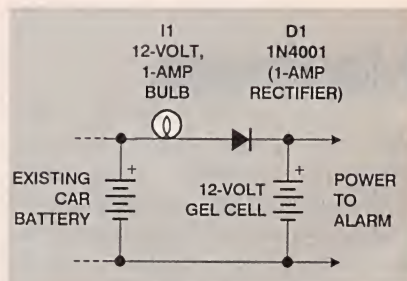 I1
12-VOLT,
1-AMP
BULB
D1
1N4001
(1-AMP
RECTIFIER)
+
EXISTING
CAR
BATTERY
+
12-VOLT
GEL CELL
POWER
TO
ALARM